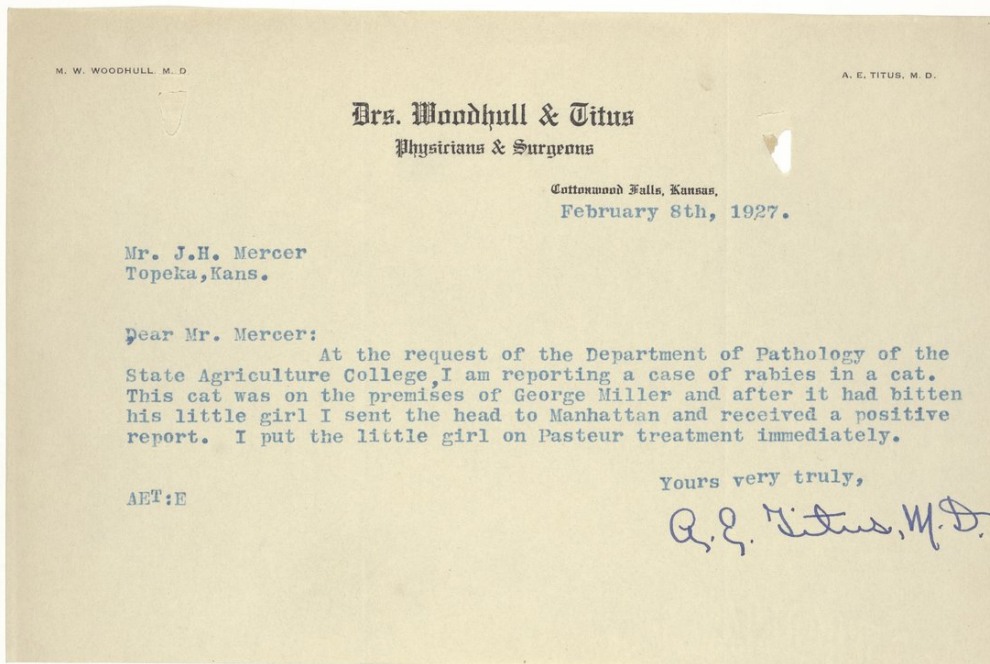 M. W. WOODHULL. M. D
A. E. TITUS, M. D.
Drs. Woodhull & Titus
Physicians & Surgeons
Cottonwood Falls, Kansas,
February 8th, 1927.
Mr. J.H. Mercer
Topeka,Kans.
Dear Mr. Mercer:
At the request of the Department of Pathology of the
State Agriculture College,I am reporting a case of rabies in a cat.
This cat was on the premises of George Miller and after it had bitten
his little girl I sent the head to Manhattan and received a positive
report. I put the little girl on Pasteur treatment immediately.
Yours very truly,
AET:E
A. E. Titus, M.D.